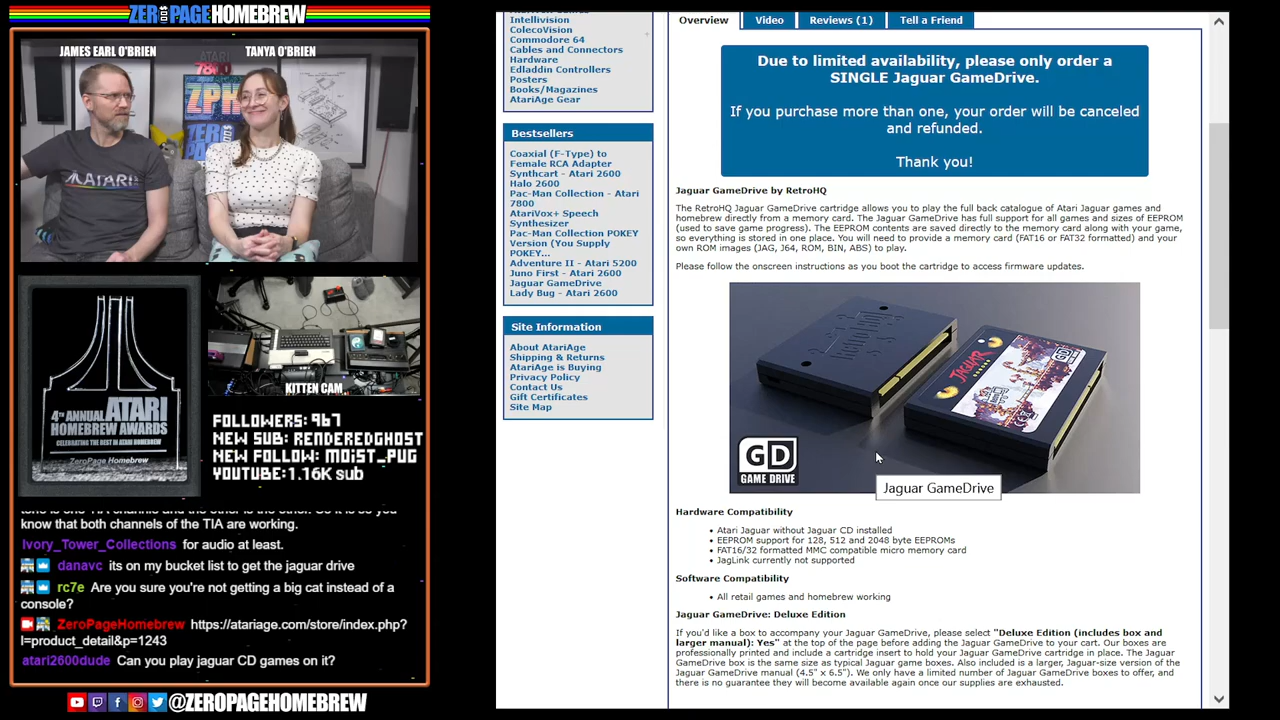 ZEROPAGEHOMEBREW
JAMES EARL O'BRIEN
TANYA O'BRIEN
ATARI
7800
ZPH
ATARI
4TH ANNUAL ATARI
HOMEBREW AWARDS
CELEBRATING THE BEST IN ATARI HOMEBREW
ZeroPage Homebrew
KITTEN CAM
FOLLOWERS: 967
NEW SUB: RENDEREDGHOST
NEW FOLLOW: MOIST_PUG
YOUTUBE: 1.16K sub
know that both channels of the TIA are working.
Ivory_Tower_Collections for audio at least.
danavc its on my bucket list to get the jaguar drive
rc7e Are you sure you're not getting a big cat instead of a
console?
ZeroPageHomebrew https://atariage.com/store/index.php?
l=product_detail&p=1243
atari2600dude Can you play jaguar CD games on it?
@ZEROPAGEHOMEBREW
Intellivision
ColecoVision
Commodore 64
Cables and Connectors
Hardware
Edladdin Controllers
Posters
Books/Magazines
AtariAge Gear
Bestsellers
Coaxial (F-Type) to
Female RCA Adapter
Synthcart - Atari 2600
Halo 2600
Pac-Man Collection - Atari
7800
AtariVox+ Speech
Synthesizer
Pac-Man Collection POKEY
Version (You Supply
POKEY...
Adventure II - Atari 5200
Juno First - Atari 2600
Jaguar GameDrive
Lady Bug - Atari 2600
Site Information
About AtariAge
Shipping & Returns
AtariAge is Buying
Privacy Policy
Contact Us
Gift Certificates
Site Map
Overview
Video
Reviews (1)
Tell a Friend
Due to limited availability, please only order a
SINGLE Jaguar GameDrive.
If you purchase more than one, your order will be canceled
and refunded.
Thank you!
Jaguar GameDrive by RetroHQ
The RetroHQ Jaguar GameDrive cartridge allows you to play the full back catalogue of Atari Jaguar games and
homebrew directly from a memory card. The Jaguar GameDrive has full support for all games and sizes of EEPROM
(used to save game progress). The EEPROM contents are saved directly to the memory card along with your game,
so everything is stored in one place. You will need to provide a memory card (FAT16 or FAT32 formatted) and your
own ROM images (JAG, J64, ROM, BIN, ABS) to play.
Please follow the onscreen instructions as you boot the cartridge to access firmware updates.
JAGUAR
GD
GD
GAME DRIVE
Jaguar GameDrive
Hardware Compatibility
• Atari Jaguar without Jaguar CD installed
• EEPROM support for 128, 512 and 2048 byte EEPROMs
• FAT16/32 formatted MMC compatible micro memory card
• JagLink currently not supported
Software Compatibility
• All retail games and homebrew working
Jaguar GameDrive: Deluxe Edition
If you'd like a box to accompany your Jaguar GameDrive, please select "Deluxe Edition (includes box and
larger manual): Yes" at the top of the page before adding the Jaguar GameDrive to your cart. Our boxes are
professionally printed and include a cartridge insert to hold your Jaguar GameDrive cartridge in place. The Jaguar
GameDrive box is the same size as typical Jaguar game boxes. Also included is a larger, Jaguar-size version of the
Jaguar GameDrive manual (4.5" x 6.5"). We only have a limited number of Jaguar GameDrive boxes to offer, and
there is no guarantee they will become available again once our supplies are exhausted.